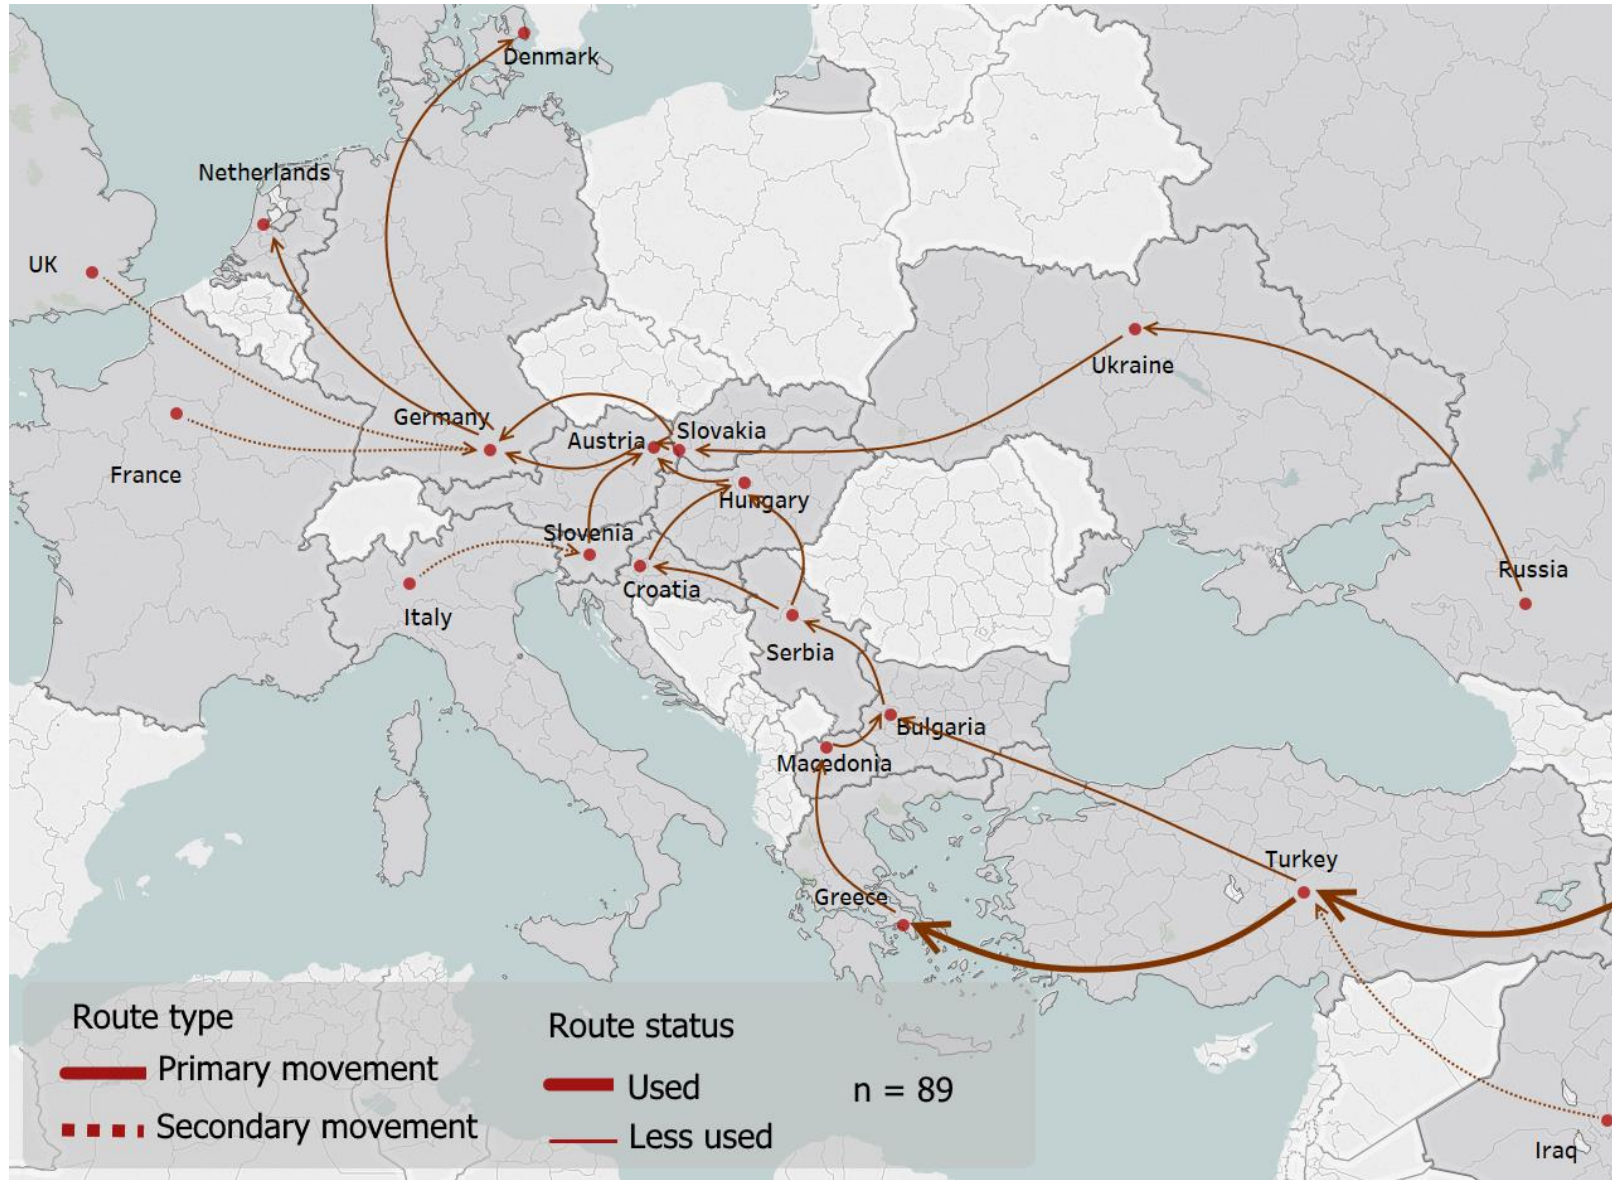 Denmark
Netherlands
UK
Ukraine
Germany
Austria
Slovakia
France
Hungary
Slovenia
Russia
Croatia
Italy
Serbia
Bulgaria
Macedonia
Turkey
Greece
Route type
Primary movement
Secondary movement
Route status
Used
Less used
n = 89
Iraq